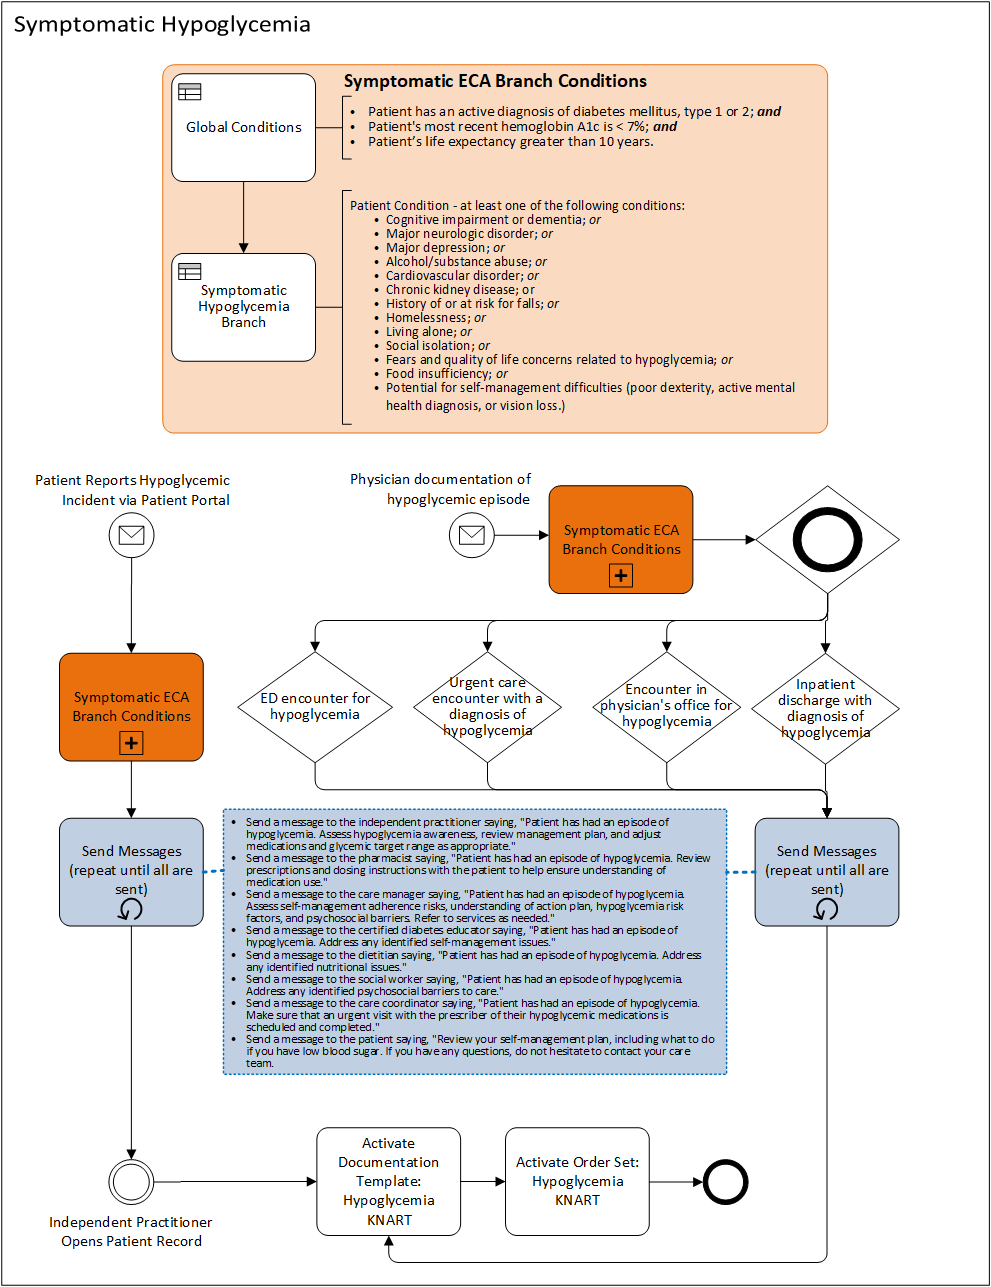 Symptomatic Hypoglycemia
Symptomatic ECA Branch Conditions
Global Conditions
• Patient has an active diagnosis of diabetes mellitus, type 1 or 2; and
• Patient's most recent hemoglobin A1c is < 7%; and
• Patient’s life expectancy greater than 10 years.
Symptomatic
Hypoglycemia
Branch
Patient Condition - at least one of the following conditions:
• Cognitive impairment or dementia; or
• Major neurologic disorder; or
• Major depression; or
• Alcohol/substance abuse; or
• Cardiovascular disorder; or
• Chronic kidney disease; or
• History of or at risk for falls; or
• Homelessness; or
• Living alone; or
• Social isolation; or
• Fears and quality of life concerns related to hypoglycemia; or
• Food insufficiency; or
• Potential for self-management difficulties (poor dexterity, active mental
health diagnosis, or vision loss.)
Patient Reports Hypoglycemic
Incident via Patient Portal
Physician documentation of
hypoglycemic episode
Symptomatic ECA
Branch Conditions
Symptomatic ECA
Branch Conditions
ED encounter for
hypoglycemia
Urgent care
encounter with a
diagnosis of
hypoglycemia
Encounter in
physician's office for
hypoglycemia
Inpatient
discharge with
diagnosis of
hypoglycemia
Send Messages
(repeat until all are
sent)
• Send a message to the independent practitioner saying, "Patient has had an episode of
hypoglycemia. Assess hypoglycemia awareness, review management plan, and adjust
medications and glycemic target range as appropriate."
• Send a message to the pharmacist saying, "Patient has had an episode of hypoglycemia. Review
prescriptions and dosing instructions with the patient to help ensure understanding of
medication use."
• Send a message to the care manager saying, "Patient has had an episode of hypoglycemia.
Assess self-management adherence risks, understanding of action plan, hypoglycemia risk
factors, and psychosocial barriers. Refer to services as needed."
• Send a message to the certified diabetes educator saying, "Patient has had an episode of
hypoglycemia. Address any identified self-management issues."
• Send a message to the dietitian saying, "Patient has had an episode of hypoglycemia. Address
any identified nutritional issues."
• Send a message to the social worker saying, "Patient has had an episode of hypoglycemia.
Address any identified psychosocial barriers to care."
• Send a message to the care coordinator saying, "Patient has had an episode of hypoglycemia.
Make sure that an urgent visit with the prescriber of their hypoglycemic medications is
scheduled and completed."
• Send a message to the patient saying, "Review your self-management plan, including what to do
if you have low blood sugar. If you have any questions, do not hesitate to contact your care
team.
Send Messages
(repeat until all are
sent)
Independent Practitioner
Opens Patient Record
Activate
Documentation
Template:
Hypoglycemia
KNART
Activate Order Set:
Hypoglycemia
KNART